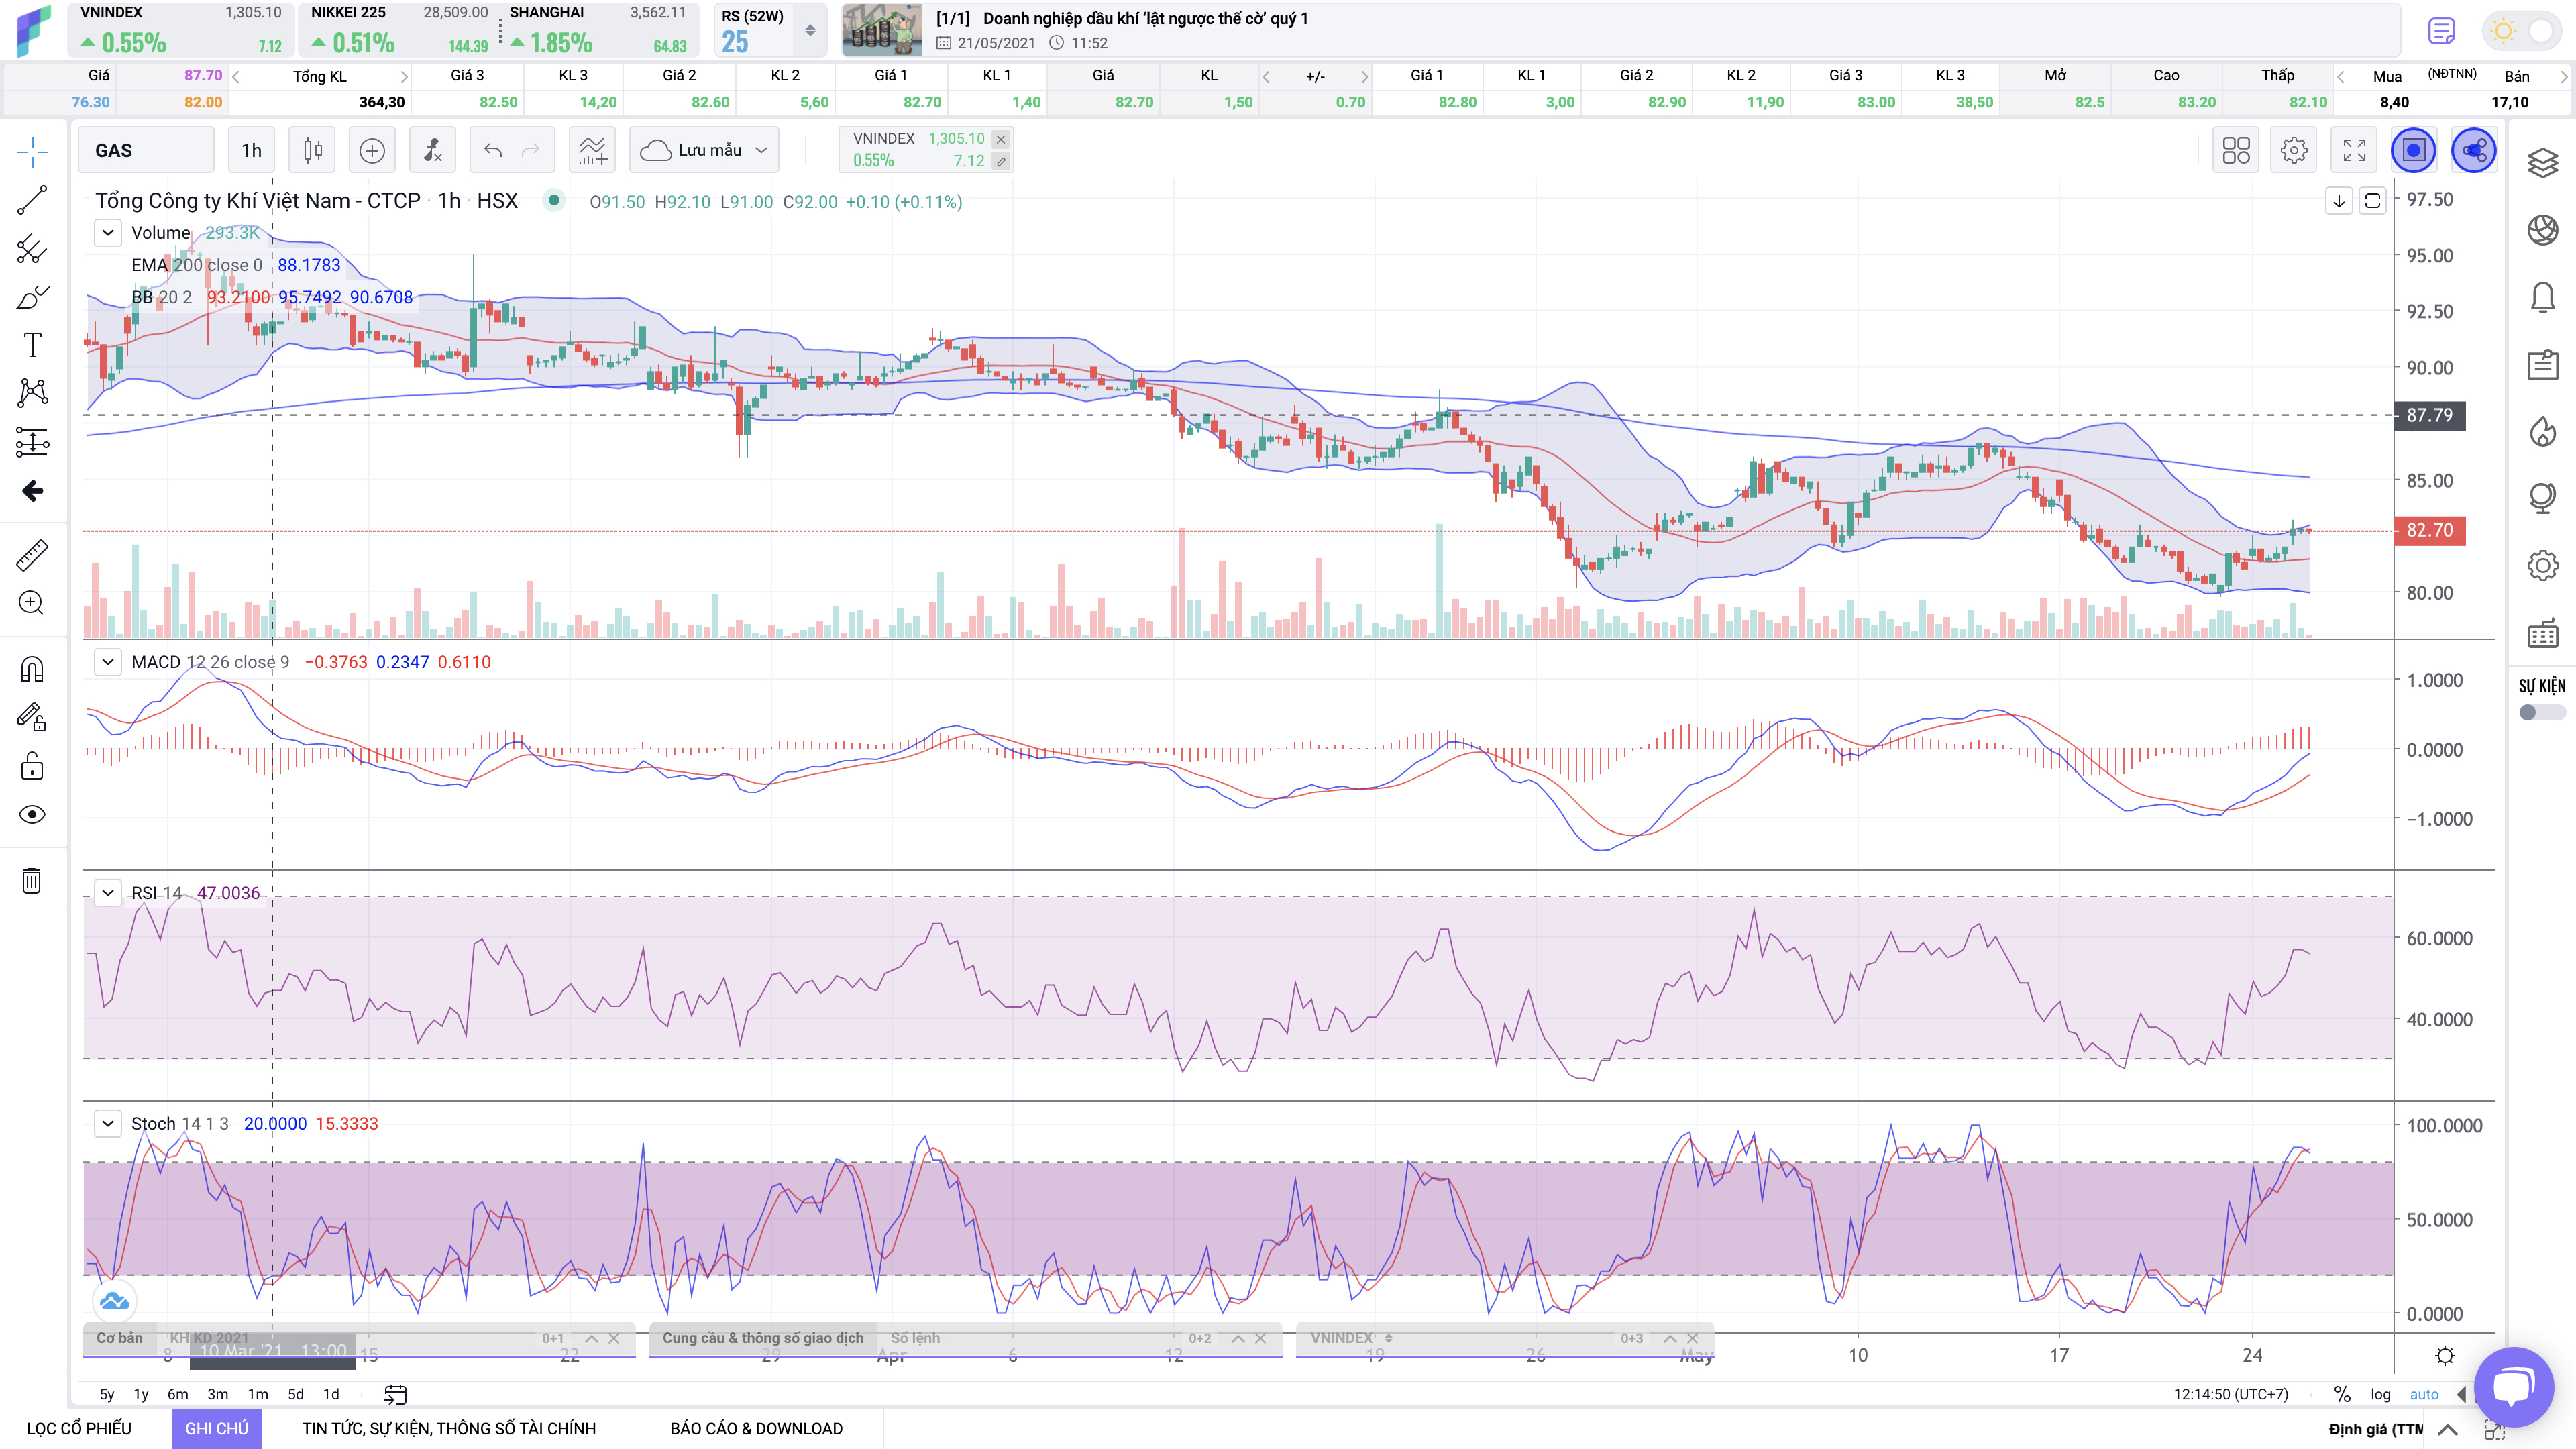 VNINDEX 1,305.10 NIKKEI 225 28,509.00 SHANGHAI 3,562.11 RS (52W) [1/1] Doanh nghiệp dầu khí ‘lật ngược thế cờ’ quý 1
0.55% 7.12 0.51% 144.39 1.85% 64.83 25 21/05/2021 11:52
Giá 87.70 Tổng KL Giá 3 KL 3 Giá 2 KL 2 Giá 1 KL 1 Giá KL +/- Giá 1 KL 1 Giá 2 KL 2 Giá 3 KL 3 Mở Cao Thấp Mua (NĐTNN) Bán
76.30 82.00 364,30 82.50 14,20 82.60 5,60 82.70 1,40 82.70 1,50 0.70 82.80 3,00 82.90 11,90 83.00 38,50 82.5 83.20 82.10 8,40 17,10
GAS 1h Lưu mẫu VNINDEX 1,305.10
0.55% 7.12
Tổng Công ty Khí Việt Nam - CTCP · 1h · HSX O91.50 H92.10 L91.00 C92.00 +0.10 (+0.11%)
Volume 293.3K
EMA 200 close 0 88.1783
BB 20 2 93.2100 95.7492 90.6708
97.50
95.00
92.50
90.00
87.79
85.00
82.70
80.00
MACD 12 26 close 9 −0.3763 0.2347 0.6110
1.0000
0.0000
−1.0000
SỰ KIỆN
RSI 14 47.0036
60.0000
40.0000
Stoch 14 1 3 20.0000 15.3333
100.0000
50.0000
0.0000
Cơ bản 'KH KD 2021 0+1 Cung cầu & thông số giao dịch Sổ lệnh 0+2 VNINDEX 0+3
8 10 Mar '21 13:00 15 22 29 Apr 6 12 19 26 May 10 17 24
5y 1y 6m 3m 1m 5d 1d 12:14:50 (UTC+7) % log auto
LỌC CỔ PHIẾU GHI CHÚ TIN TỨC, SỰ KIỆN, THÔNG SỐ TÀI CHÍNH BÁO CÁO & DOWNLOAD Định giá (TTM